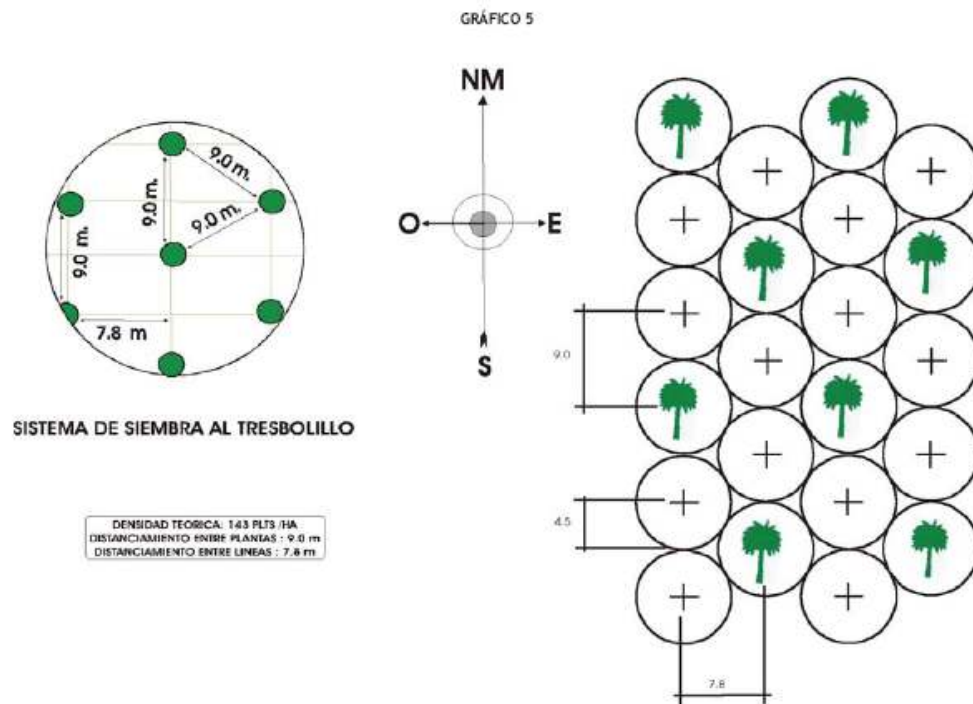 GRÁFICO 5
9.0 m.
9.0 m.
9.0 m.
9.0 m.
7.8 m
NM
O
E
S
SISTEMA DE SIEMBRA AL TRESBOLILLO
DENSIDAD TEORICA: 143 PLTS /HA
DISTANCIAMIENTO ENTRE PLANTAS : 9.0 m
DISTANCIAMIENTO ENTRE LINEAS : 7.8 m
9.0
4.5
7.8